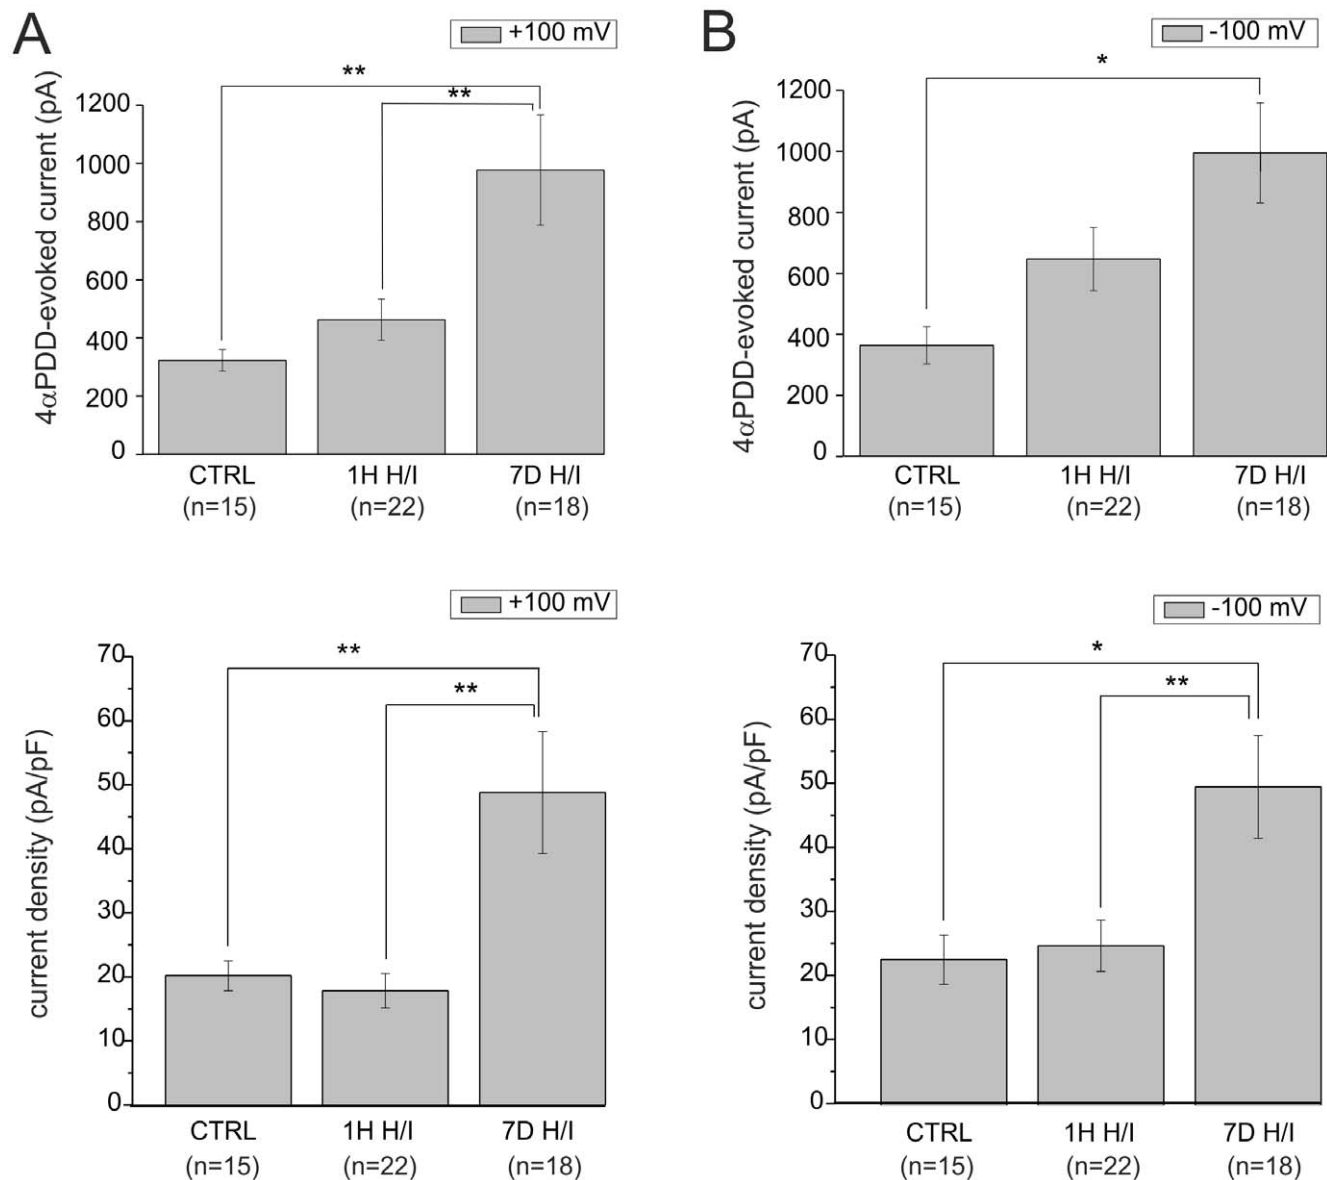 A
+100 mV
**
**
4αPDD-evoked current (pA)
1200
1000
800
600
400
200
0
CTRL
1H H/I
7D H/I
(n=15)
(n=22)
(n=18)
B
-100 mV
*
4αPDD-evoked current (pA)
1200
1000
800
600
400
200
0
CTRL
1H H/I
7D H/I
(n=15)
(n=22)
(n=18)
+100 mV
**
**
current density (pA/pF)
70
60
50
40
30
20
10
0
CTRL
1H H/I
7D H/I
(n=15)
(n=22)
(n=18)
-100 mV
*
**
current density (pA/pF)
70
60
50
40
30
20
10
0
CTRL
1H H/I
7D H/I
(n=15)
(n=22)
(n=18)